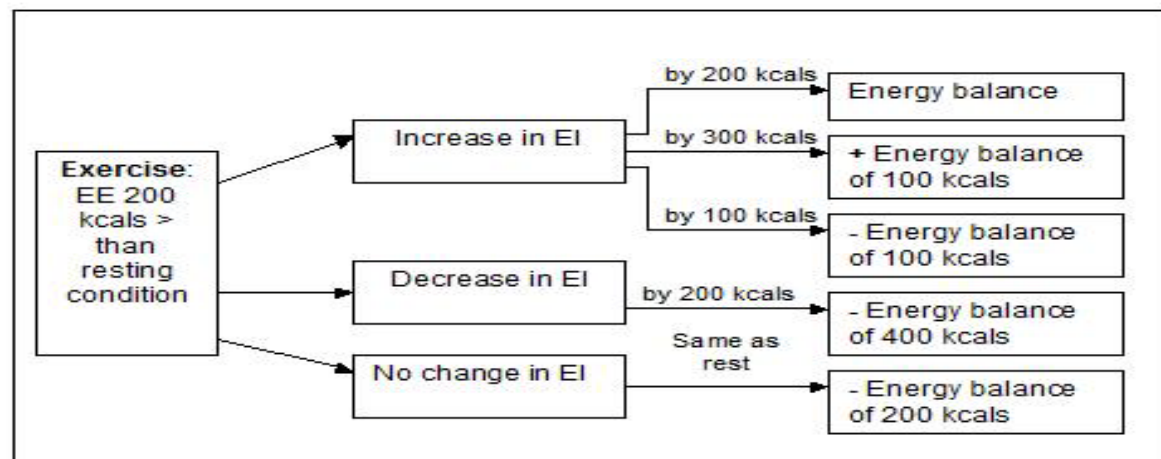 Exercise:
EE 200
kcals >
than
resting
condition
Increase in EI
by 200 kcals
Energy balance
by 300 kcals
+ Energy balance
of 100 kcals
by 100 kcals
- Energy balance
of 100 kcals
Decrease in EI
by 200 kcals
- Energy balance
of 400 kcals
No change in EI
Same as
rest
- Energy balance
of 200 kcals